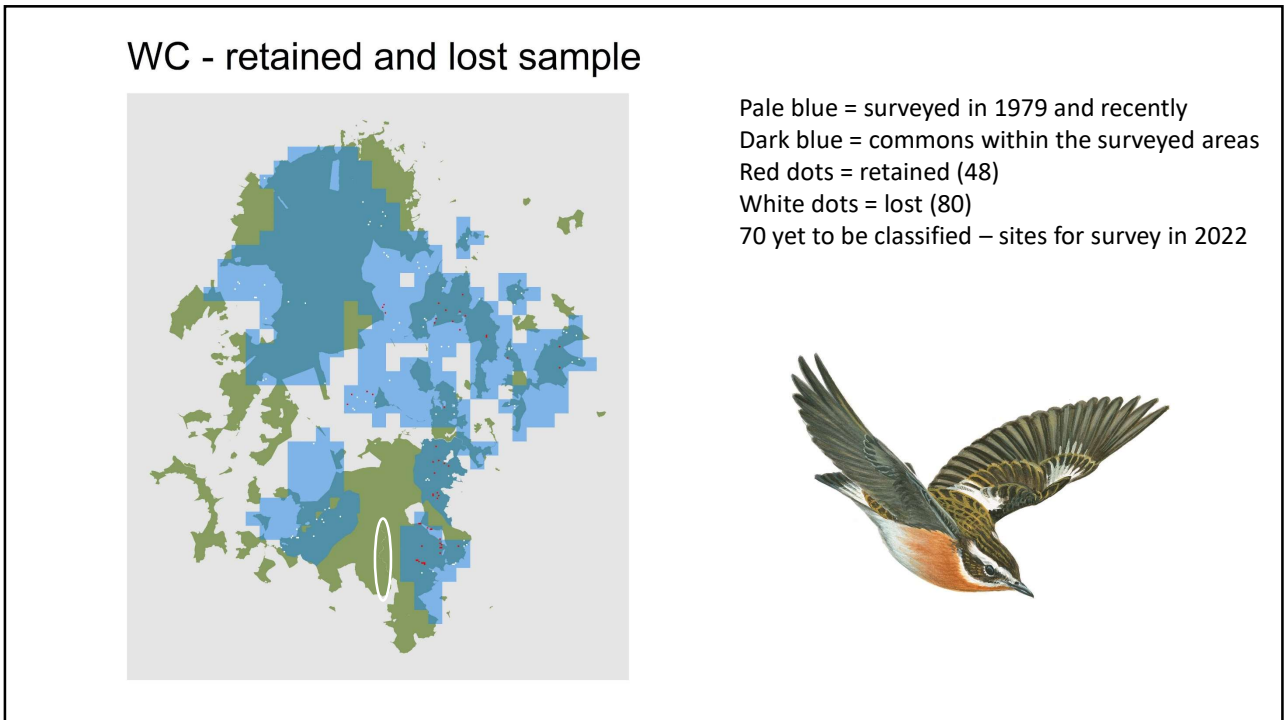 WC - retained and lost sample
Pale blue = surveyed in 1979 and recently
Dark blue = commons within the surveyed areas
Red dots = retained (48)
White dots = lost (80)
70 yet to be classified – sites for survey in 2022